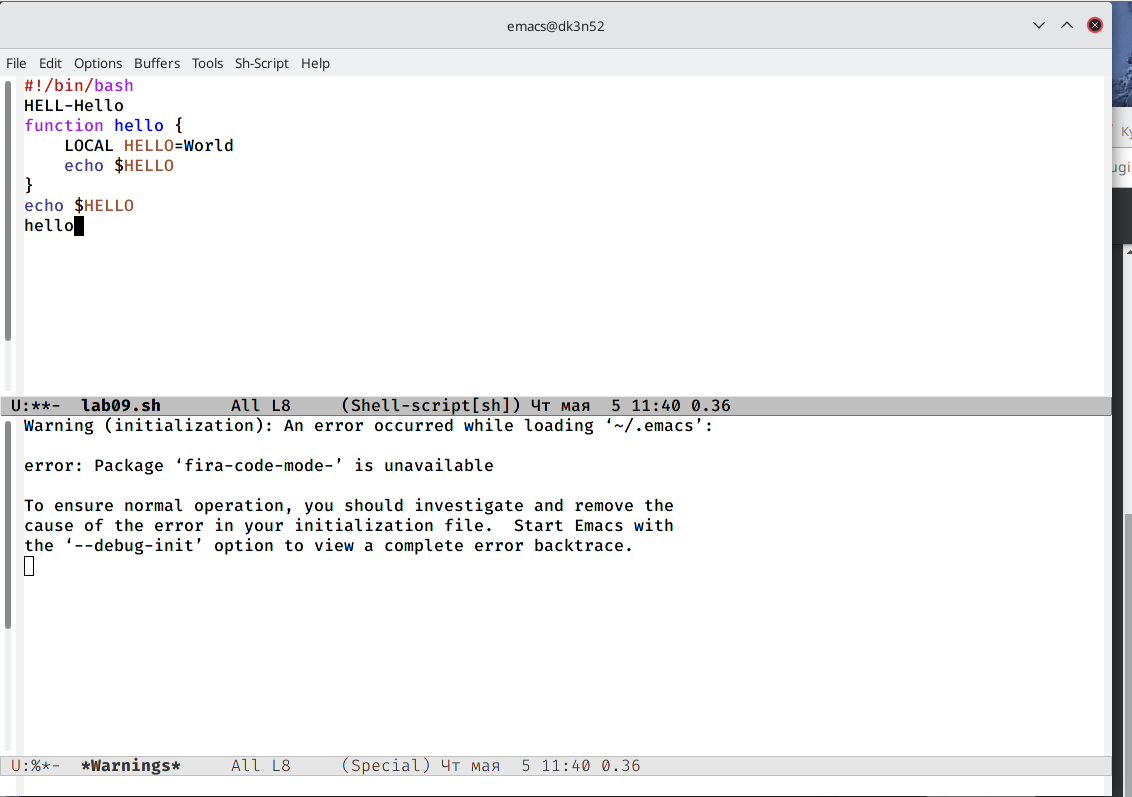 emacs@dk3n52
File Edit Options Buffers Tools Sh-Script Help
#!/bin/bash
HELL-Hello
function hello {
    LOCAL HELLO=World
    echo $HELLO
}
echo $HELLO
hello
U:**-  lab09.sh       All L8     (Shell-script[sh]) Чт мая  5 11:40 0.36
Warning (initialization): An error occurred while loading ‘~/.emacs’:
error: Package ‘fira-code-mode-’ is unavailable
To ensure normal operation, you should investigate and remove the
cause of the error in your initialization file.  Start Emacs with
the ‘--debug-init’ option to view a complete error backtrace.
U:%*-  *Warnings*     All L8     (Special) Чт мая  5 11:40 0.36